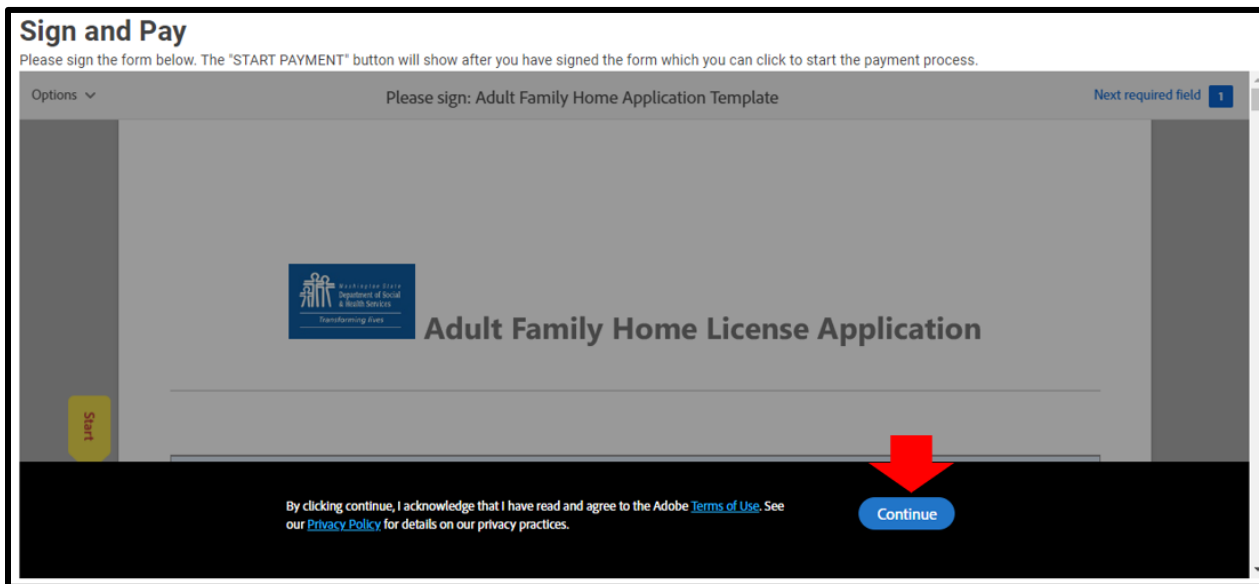 Sign and Pay
Please sign the form below. The "START PAYMENT" button will show after you have signed the form which you can click to start the payment process.
Options
Please sign: Adult Family Home Application Template
Next required field 1
Washington State
Department of Social
& Health Services
Transforming lives
Adult Family Home License Application
Start
By clicking continue, I acknowledge that I have read and agree to the Adobe Terms of Use. See
our Privacy Policy for details on our privacy practices.
Continue